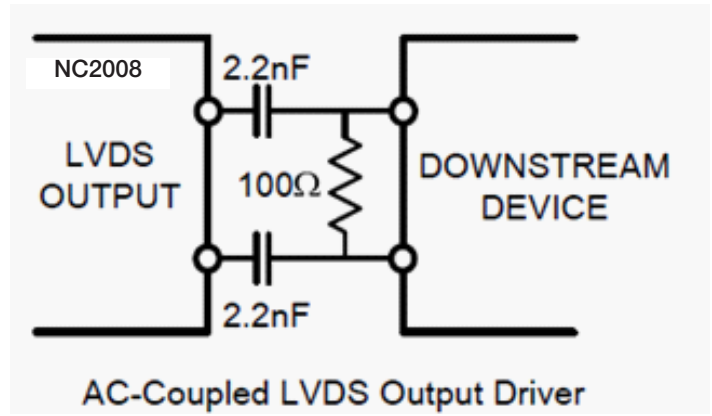 NC2008
2.2nF
LVDS
OUTPUT
100Ω
DOWNSTREAM
DEVICE
2.2nF
AC-Coupled LVDS Output Driver